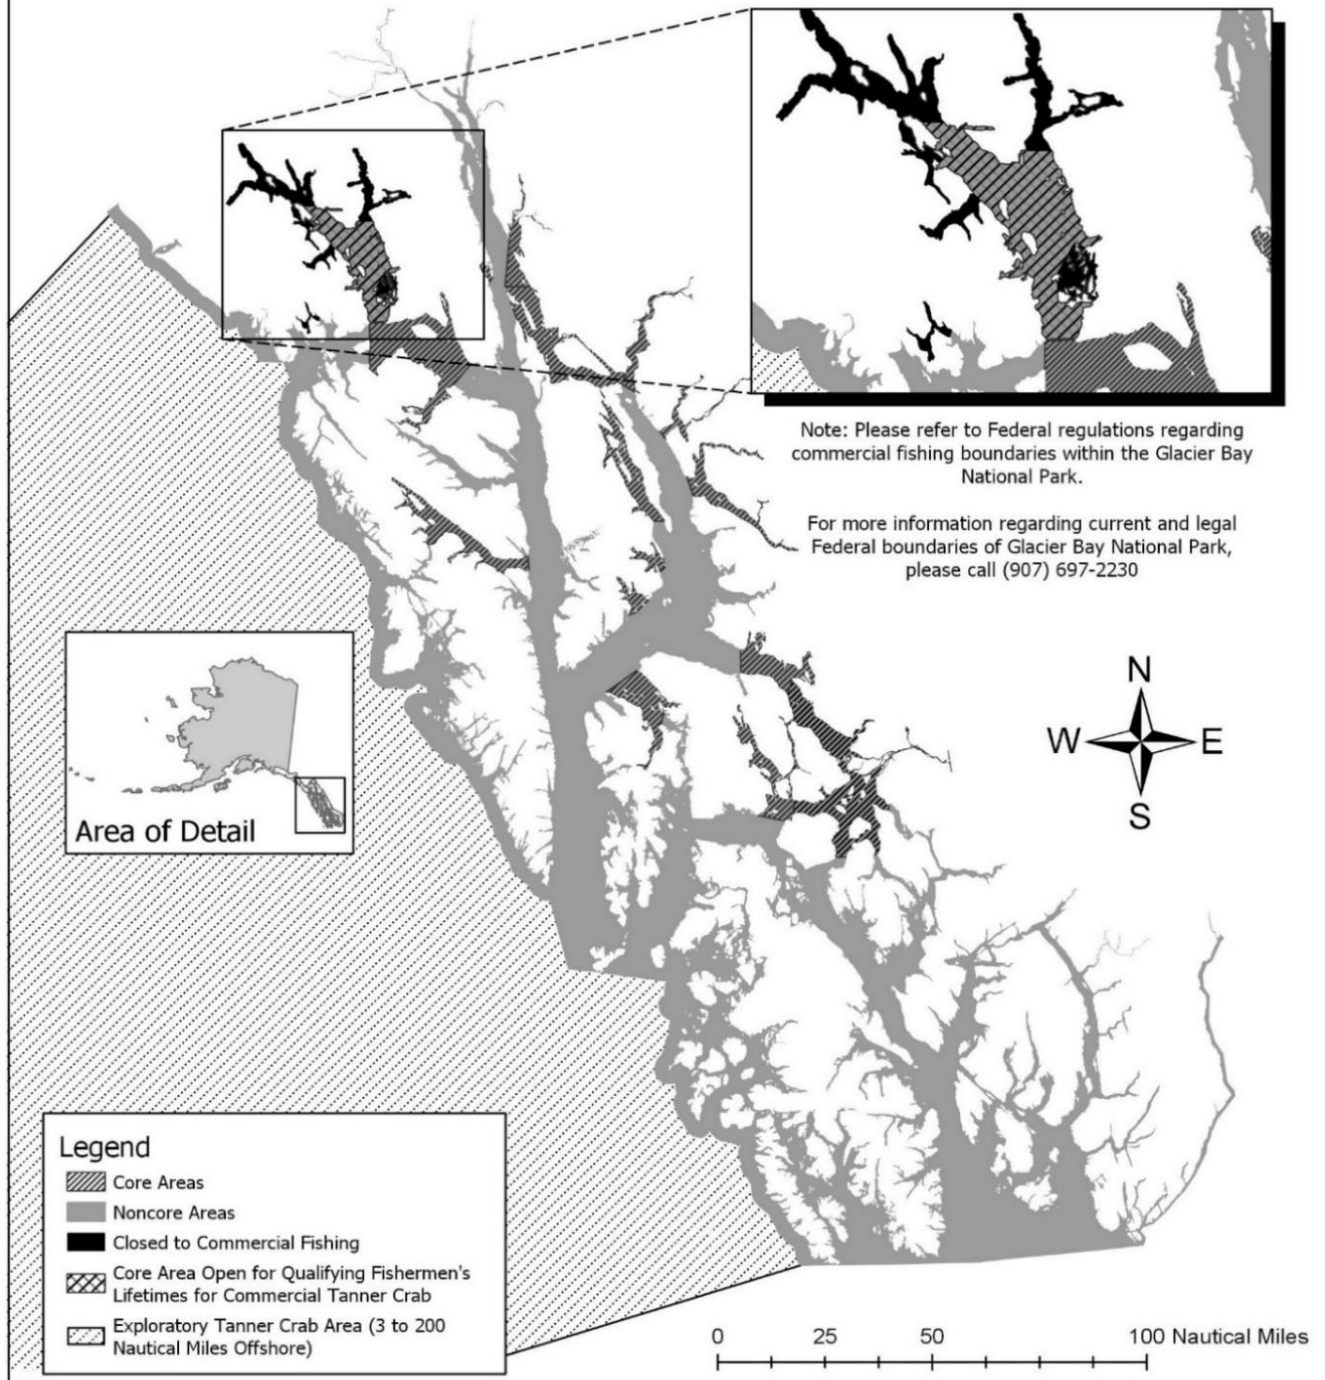 Note: Please refer to Federal regulations regarding
commercial fishing boundaries within the Glacier Bay
National Park.
For more information regarding current and legal
Federal boundaries of Glacier Bay National Park,
please call (907) 697-2230
N
W E
S
Area of Detail
Legend
Core Areas
Noncore Areas
Closed to Commercial Fishing
Core Area Open for Qualifying Fishermen's
Lifetimes for Commercial Tanner Crab
Exploratory Tanner Crab Area (3 to 200
Nautical Miles Offshore)
0 25 50 100 Nautical Miles